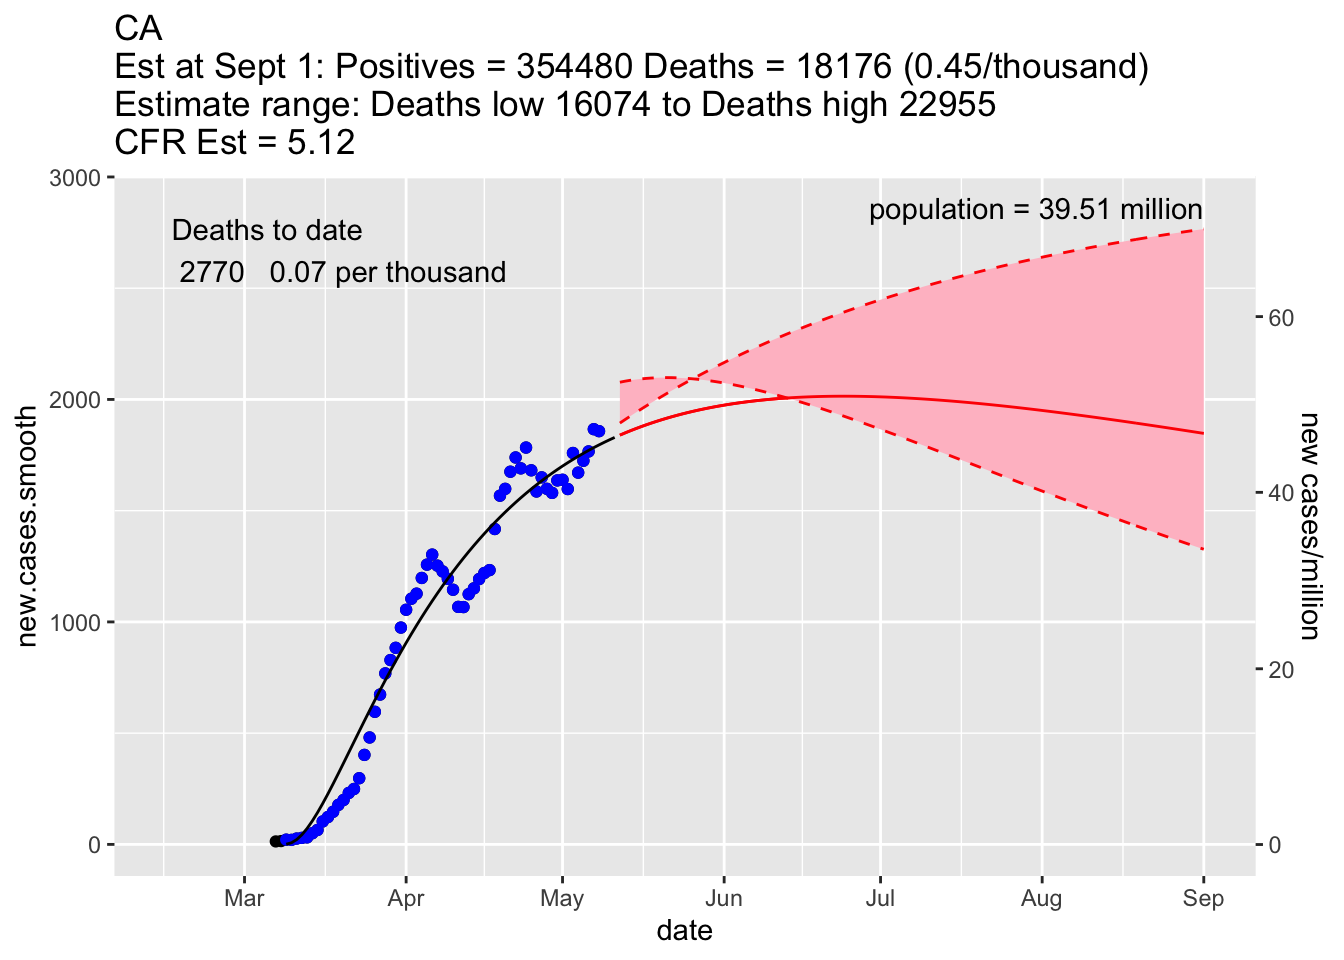 CA
Est at Sept 1: Positives = 354480 Deaths = 18176 (0.45/thousand)
Estimate range: Deaths low 16074 to Deaths high 22955
CFR Est = 5.12
3000
2000
1000
0
new.cases.smooth
Deaths to date
2770 0.07 per thousand
population = 39.51 million
60
40
20
0
new cases/million
Mar Apr May Jun Jul Aug Sep
date